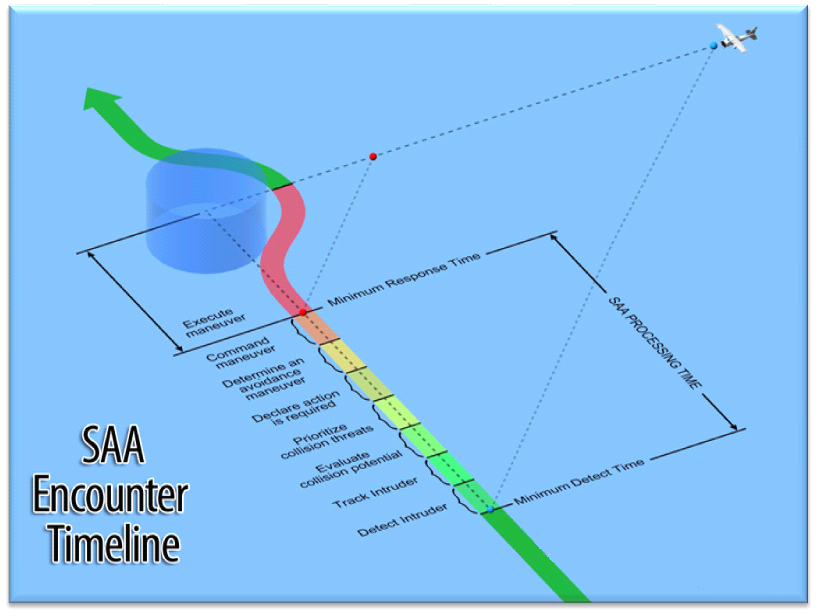 Minimum Response Time
SAA PROCESSING TIME
Execute
maneuver
Command
maneuver
Determine an
avoidance
maneuver
Declare action
is required
Prioritize
collision threats
Evaluate
collision potential
Track Intruder
Detect Intruder
Minimum Detect Time
SAA
Encounter
Timeline